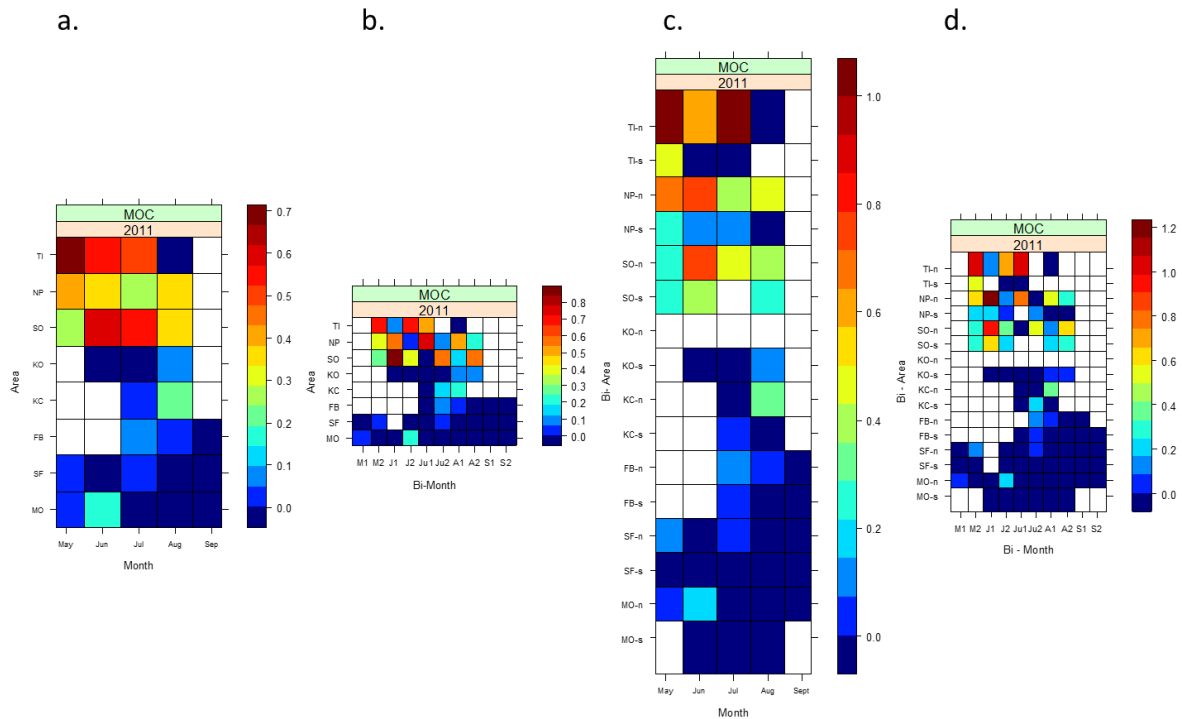 a.
MOC
2011
TI
NP
SO
KO
KC
FB
SF
MO
Area
May Jun Jul Aug Sep
Month
0.7
0.6
0.5
0.4
0.3
0.2
0.1
0.0
b.
MOC
2011
TI
NP
SO
KO
KC
FB
SF
MO
Area
M1 M2 J1 J2 Ju1 Ju2 A1 A2 S1 S2
Bi-Month
0.8
0.7
0.6
0.5
0.4
0.3
0.2
0.1
0.0
c.
MOC
2011
TI-n
TI-s
NP-n
NP-s
SO-n
SO-s
KO-n
KO-s
KC-n
KC-s
FB-n
FB-s
SF-n
SF-s
MO-n
MO-s
Bi- Area
May Jun Jul Aug Sept
Month
1.0
0.8
0.6
0.4
0.2
0.0
d.
MOC
2011
TI-n
TI-s
NP-n
NP-s
SO-n
SO-s
KO-n
KO-s
KC-n
KC-s
FB-n
FB-s
SF-n
SF-s
MO-n
MO-s
Bi - Area
M1 M2 J1 J2 Ju1 Ju2 A1 A2 S1 S2
Bi - Month
1.2
1.0
0.8
0.6
0.4
0.2
0.0